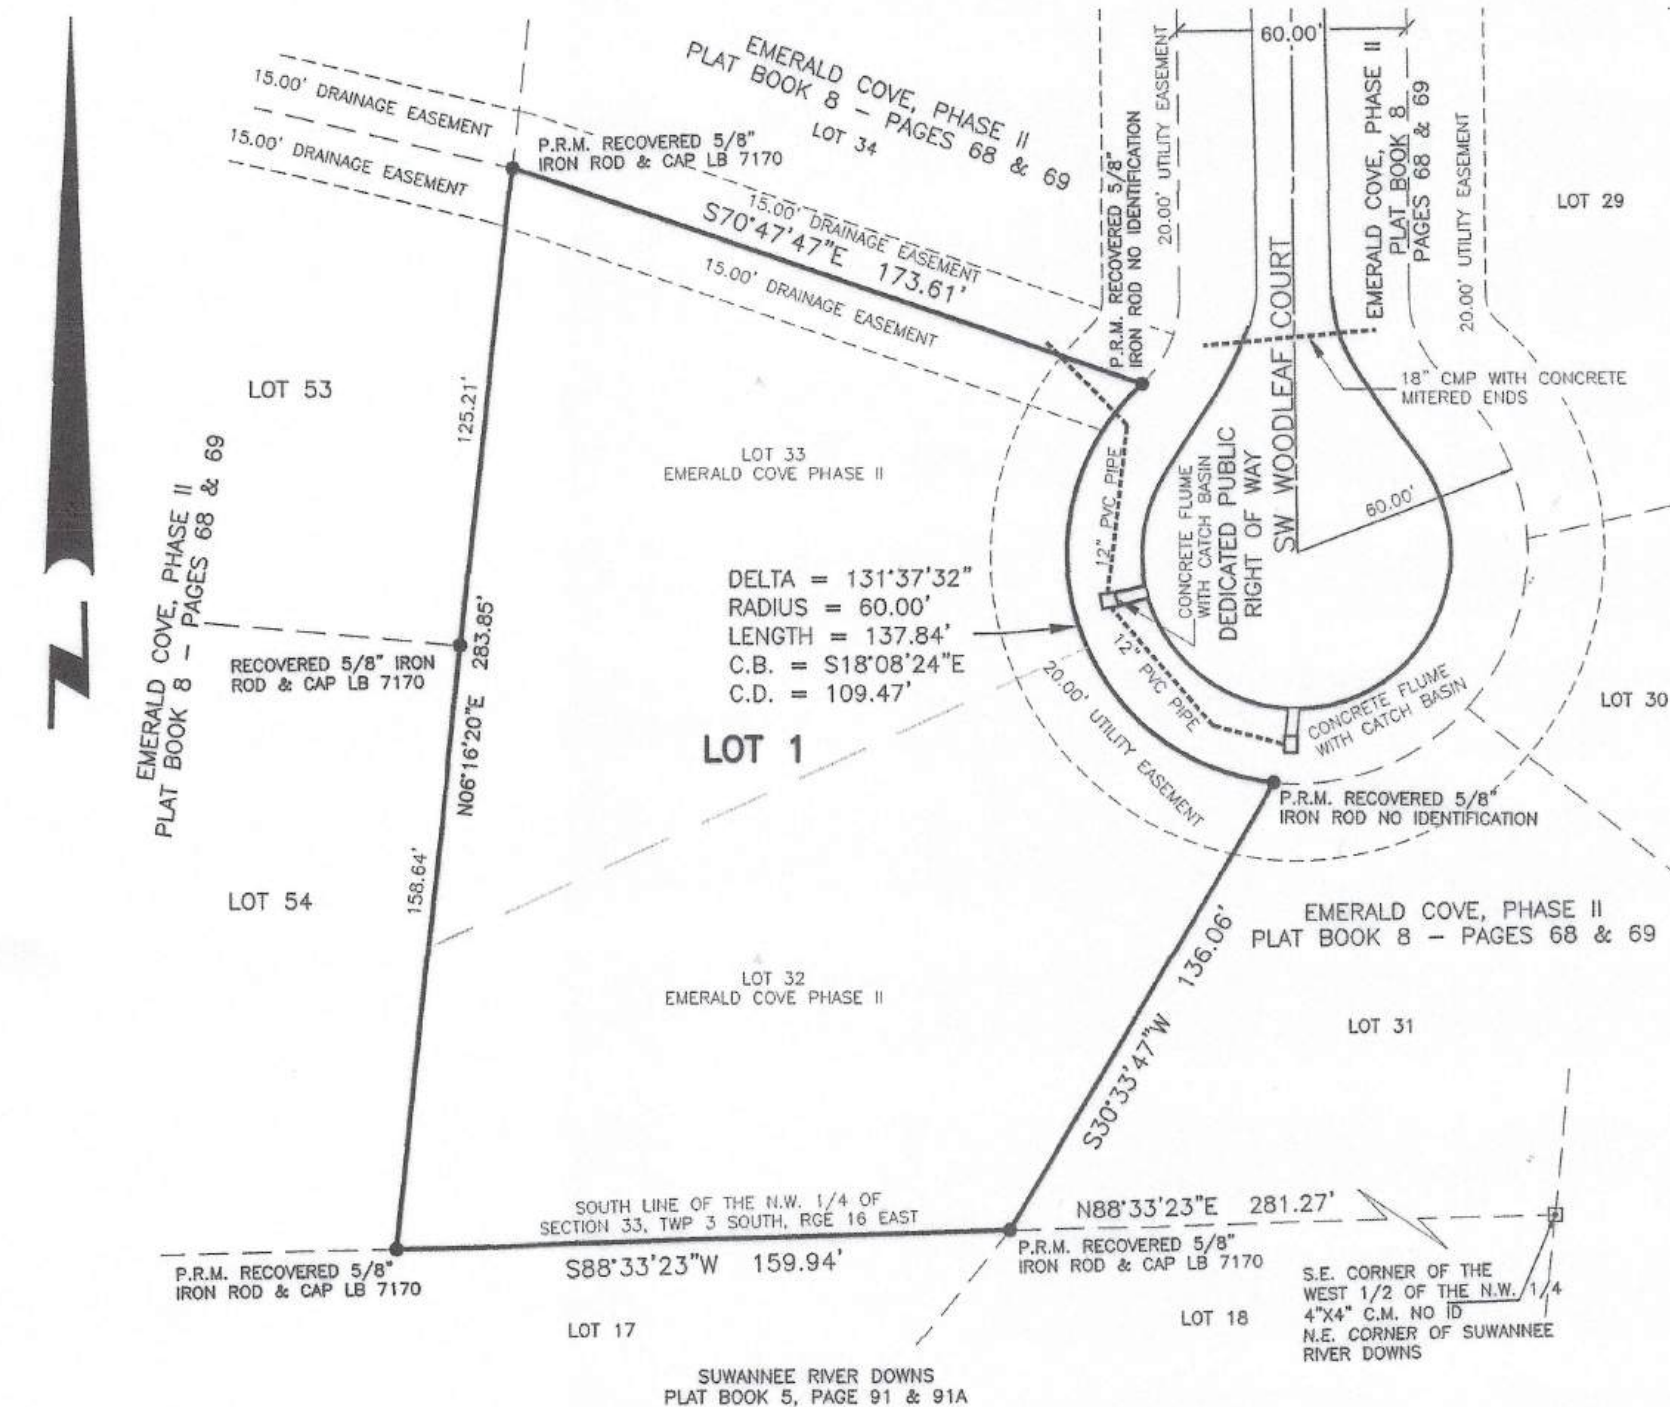 15.00' DRAINAGE EASEMENT
15.00' DRAINAGE EASEMENT
EMERALD COVE, PHASE II
PLAT BOOK 8 – PAGES 68 & 69
LOT 34
P.R.M. RECOVERED 5/8"
IRON ROD & CAP LB 7170
15.00' DRAINAGE EASEMENT
S70°47'47"E 173.61'
15.00' DRAINAGE EASEMENT
P.R.M. RECOVERED 5/8"
IRON ROD NO IDENTIFICATION
20.00' UTILITY EASEMENT
60.00'
EMERALD COVE, PHASE II
PLAT BOOK 8
PAGES 68 & 69
20.00' UTILITY EASEMENT
LOT 29
18" CMP WITH CONCRETE
MITERED ENDS
SW WOODLEAF COURT
DEDICATED PUBLIC
RIGHT OF WAY
CONCRETE FLUME
WITH CATCH BASIN
60.00'
12" PVC PIPE
12" PVC PIPE
CONCRETE FLUME
WITH CATCH BASIN
LOT 30
LOT 53
125.21'
LOT 33
EMERALD COVE PHASE II
EMERALD COVE, PHASE II
PLAT BOOK 8 – PAGES 68 & 69
DELTA = 131°37'32"
RADIUS = 60.00'
LENGTH = 137.84'
C.B. = S18°08'24"E
C.D. = 109.47'
RECOVERED 5/8" IRON
ROD & CAP LB 7170
N06°16'20"E 283.85'
LOT 1
20.00' UTILITY EASEMENT
P.R.M. RECOVERED 5/8"
IRON ROD NO IDENTIFICATION
LOT 54
158.64'
EMERALD COVE, PHASE II
PLAT BOOK 8 – PAGES 68 & 69
LOT 32
EMERALD COVE PHASE II
S30°33'47"W 136.06'
LOT 31
SOUTH LINE OF THE N.W. 1/4 OF
SECTION 33, TWP 3 SOUTH, RGE 16 EAST
N88°33'23"E 281.27'
S88°33'23"W 159.94'
P.R.M. RECOVERED 5/8"
IRON ROD & CAP LB 7170
P.R.M. RECOVERED 5/8"
IRON ROD & CAP LB 7170
S.E. CORNER OF THE
WEST 1/2 OF THE N.W. 1/4
4"X4" C.M. NO ID
N.E. CORNER OF SUWANNEE
RIVER DOWNS
LOT 17
LOT 18
SUWANNEE RIVER DOWNS
PLAT BOOK 5, PAGE 91 & 91A